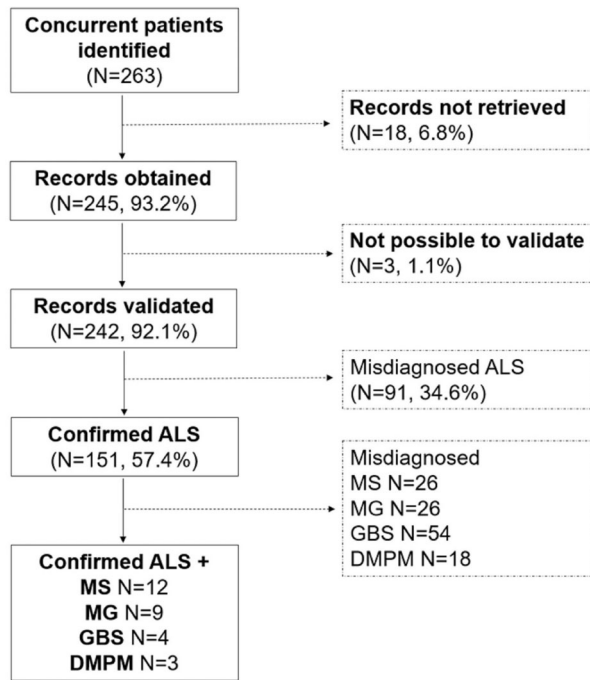 Concurrent patients
identified
(N=263)
Records not retrieved
(N=18, 6.8%)
Records obtained
(N=245, 93.2%)
Not possible to validate
(N=3, 1.1%)
Records validated
(N=242, 92.1%)
Misdiagnosed ALS
(N=91, 34.6%)
Confirmed ALS
(N=151, 57.4%)
Misdiagnosed
MS N=26
MG N=26
GBS N=54
DMPM N=18
Confirmed ALS +
MS N=12
MG N=9
GBS N=4
DMPM N=3